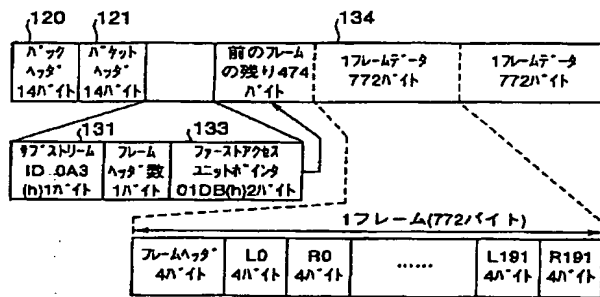 120
121
134
パック
ヘッダ
14バイト
パケット
ヘッダ
14バイト
前のフレーム
の残り474
バイト
1フレームデータ
772バイト
1フレームデータ
772バイト
131
133
サブストリーム
ID 0A3
(h)1バイト
フレーム
ヘッダ数
1バイト
ファーストアクセス
ユニットポインタ
01DB(h)2バイト
1フレーム(772バイト)
フレームヘッダ
4バイト
L0
4バイト
R0
4バイト
……
L191
4バイト
R191
4バイト